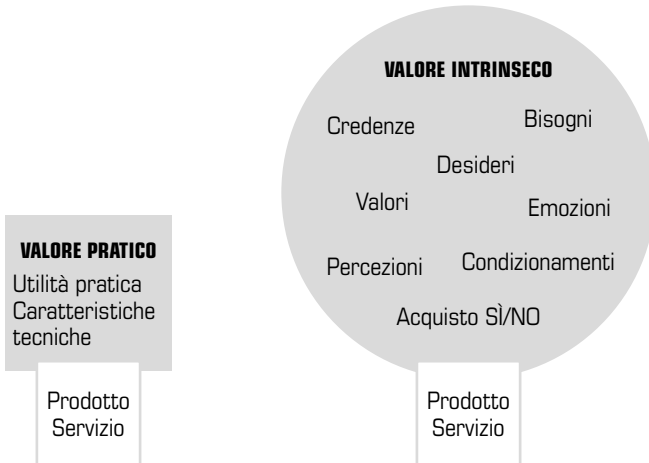 VALORE PRATICO
Utilità pratica
Caratteristiche
tecniche
Prodotto
Servizio
VALORE INTRINSECO
Credenze
Bisogni
Desideri
Valori
Emozioni
Percezioni
Condizionamenti
Acquisto SÌ/NO
Prodotto
Servizio